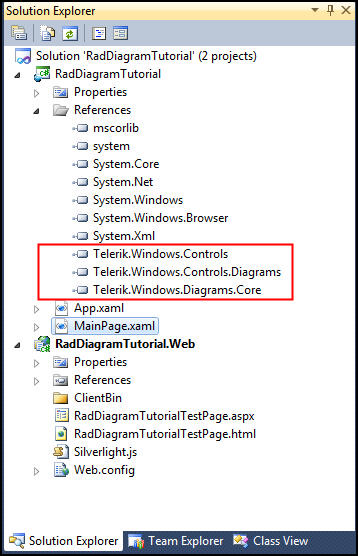 Solution Explorer
Solution 'RadDiagramTutorial' (2 projects)
RadDiagramTutorial
Properties
References
mscorlib
system
System.Core
System.Net
System.Windows
System.Windows.Browser
System.Xml
Telerik.Windows.Controls
Telerik.Windows.Controls.Diagrams
Telerik.Windows.Diagrams.Core
App.xaml
MainPage.xaml
RadDiagramTutorial.Web
Properties
References
ClientBin
RadDiagramTutorialTestPage.aspx
RadDiagramTutorialTestPage.html
Silverlight.js
Web.config
Solution Explorer Team Explorer Class View